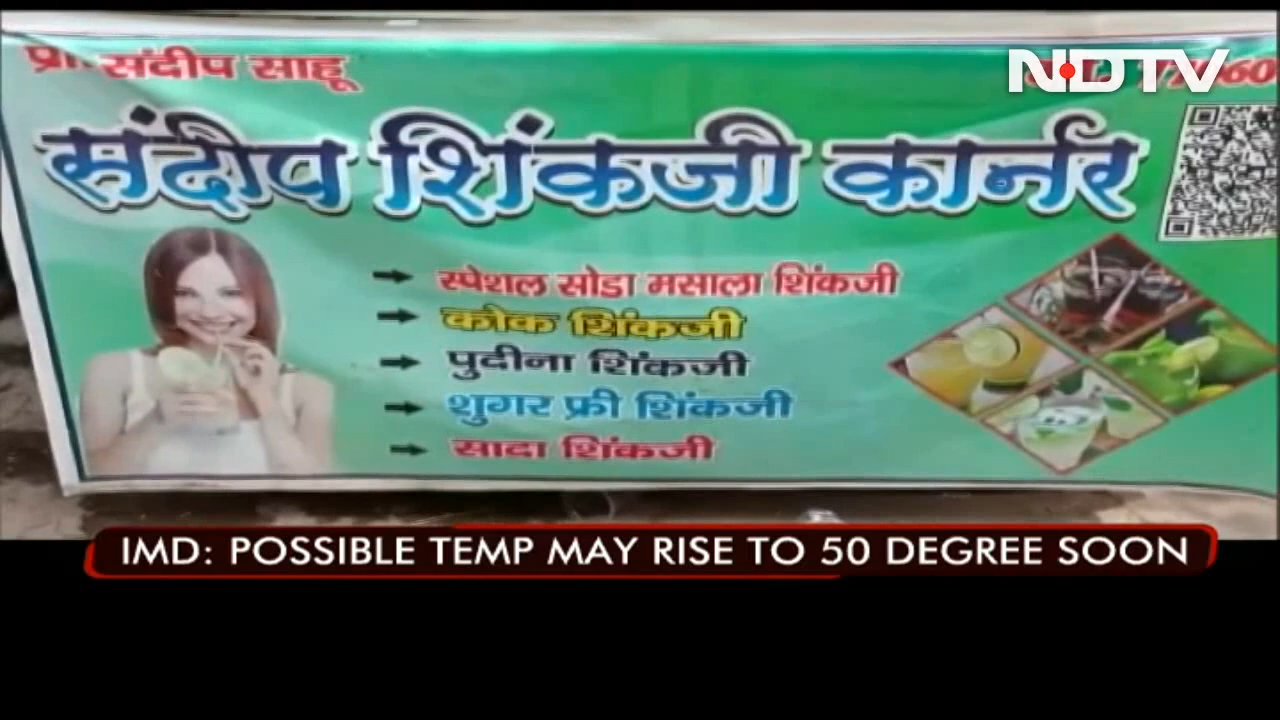 प्रो. संदीप साहू
NDTV
संदीप शिंकजी कार्नर
स्पेशल सोडा मसाला शिंकजी
कोक शिंकजी
पुदीना शिंकजी
शुगर फ्री शिंकजी
सादा शिंकजी
IMD: POSSIBLE TEMP MAY RISE TO 50 DEGREE SOON